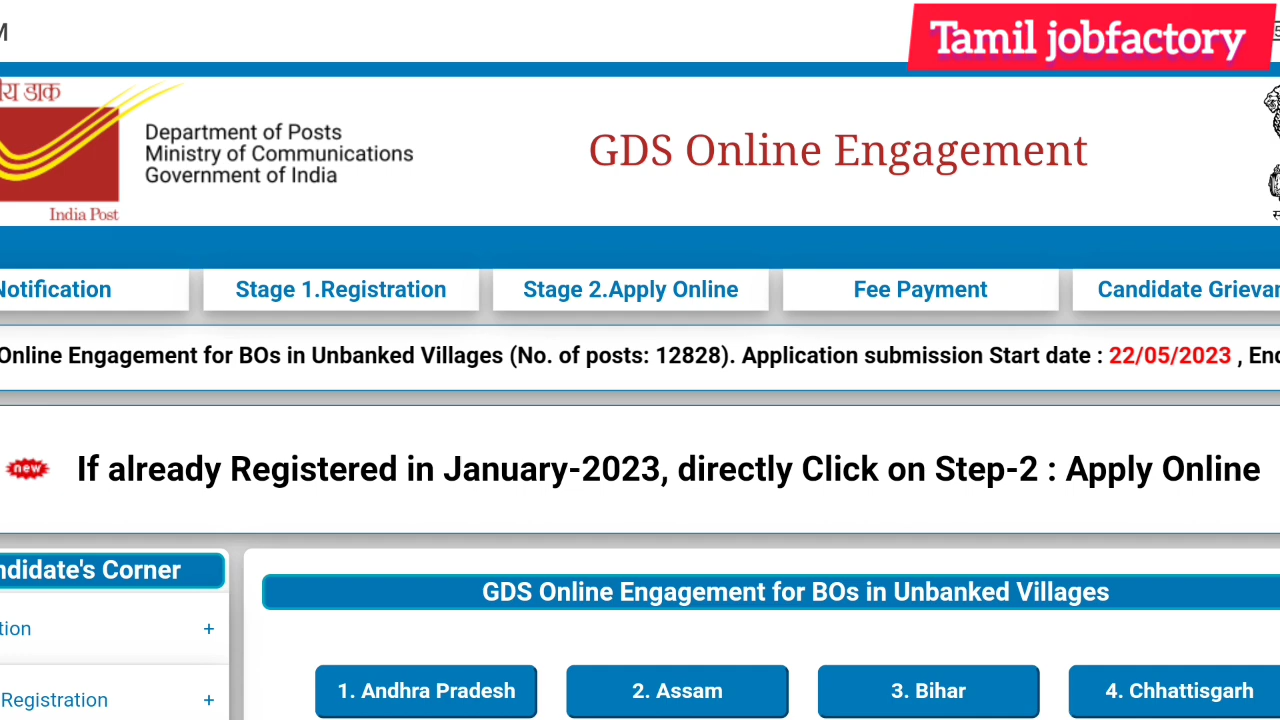 M
Tamil jobfactory
ीय डाक
Department of Posts
Ministry of Communications
Government of India
India Post
GDS Online Engagement
Notification
Stage 1.Registration
Stage 2.Apply Online
Fee Payment
Candidate Grievan
Online Engagement for BOs in Unbanked Villages (No. of posts: 12828). Application submission Start date : 22/05/2023 , End
new
If already Registered in January-2023, directly Click on Step-2 : Apply Online
ndidate's Corner
GDS Online Engagement for BOs in Unbanked Villages
tion +
Registration +
1. Andhra Pradesh
2. Assam
3. Bihar
4. Chhattisgarh